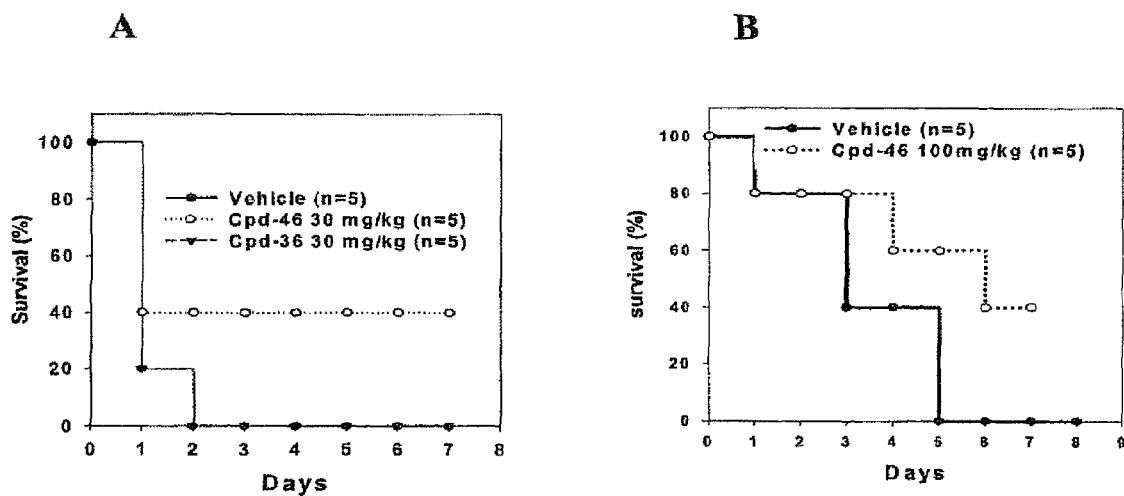 A
B
Survival (%)
100
80
60
40
20
0
Vehicle (n=5)
Cpd-46 30 mg/kg (n=5)
Cpd-36 30 mg/kg (n=5)
0 1 2 3 4 5 6 7 8
Days
survival (%)
100
80
60
40
20
0
Vehicle (n=5)
Cpd-46 100mg/kg (n=5)
0 1 2 3 4 5 6 7 8 9
Days